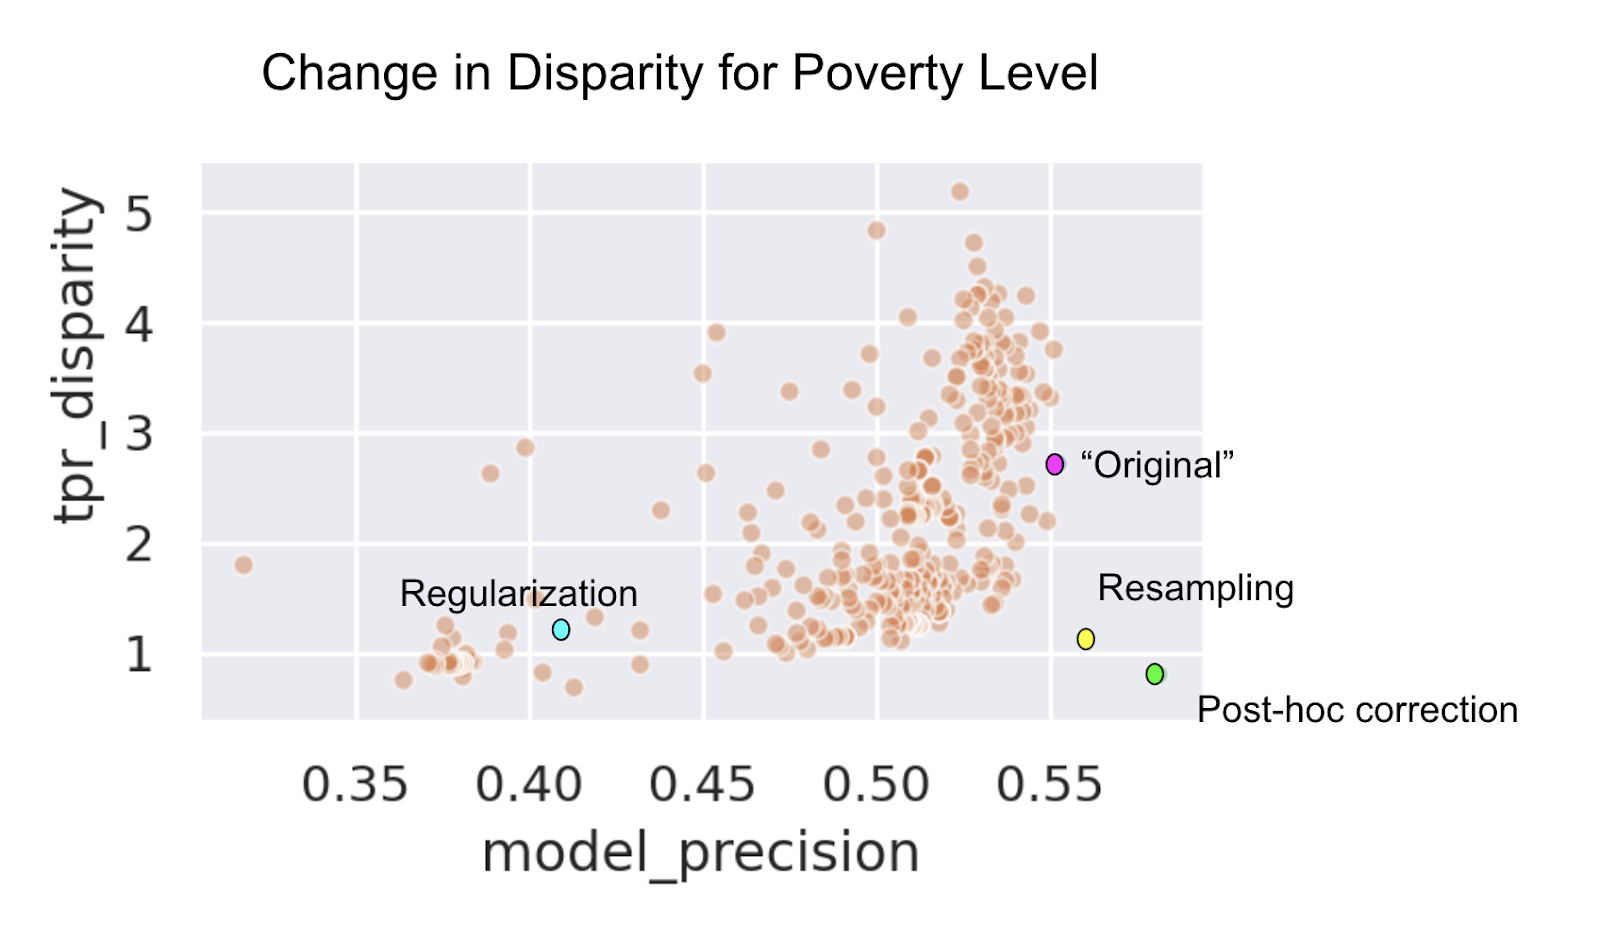 Change in Disparity for Poverty Level
tpr_disparity
5
4
3
2
1
“Original”
Regularization
Resampling
Post-hoc correction
0.35 0.40 0.45 0.50 0.55
model_precision